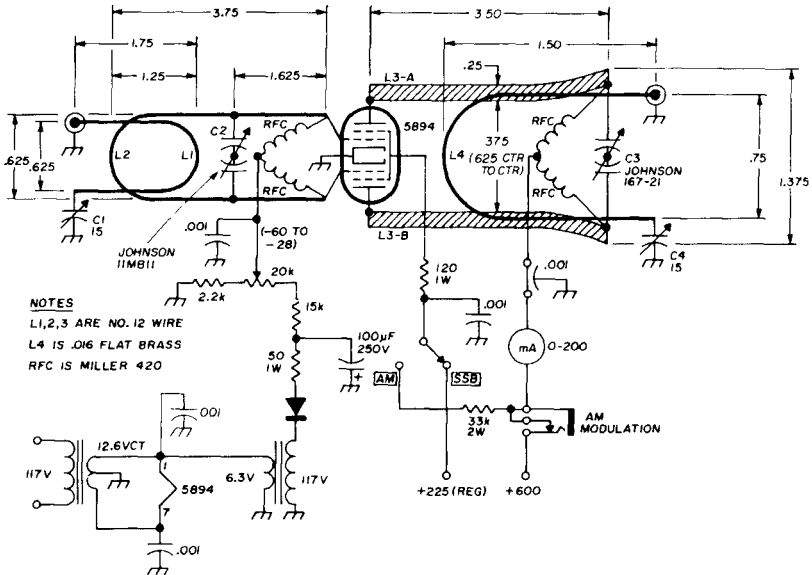 3.75
3.50
1.75
1.50
1.25
1.625
.25
L3-A
RFC
5894
C2
.625
.625
L2
L1
L4
.375
(.625 CTR
TO CTR)
RFC
C3
JOHNSON
167-21
.75
1.375
RFC
RFC
L3-B
C1
15
JOHNSON
11MB11
.001
(-60 TO
-28)
C4
15
20k
2.2k
120
1W
.001
.001
NOTES
L1,2,3 ARE NO. 12 WIRE
L4 IS .016 FLAT BRASS
RFC IS MILLER 420
15k
100µF
250V
+
50
1W
mA
0-200
AM
SSB
33k
2W
AM
MODULATION
.001
12.6VCT
117V
1
5894
7
6.3V
117V
.001
+225 (REG)
+600